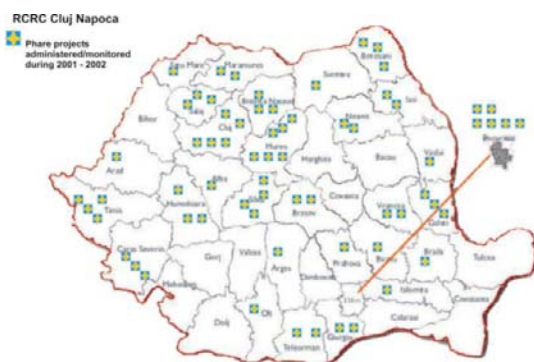 RCRC Cluj Napoca
Phare projects
administered/monitored
during 2001 - 2002
Satu Mare
Maramures
Botosani
Suceava
Salaj
Bistrita Nasaud
Iasi
Bihor
Cluj
Neamt
Mures
Harghita
Bacau
Vaslui
Arad
Alba
Sibiu
Covasna
Timis
Hunedoara
Brasov
Vrancea
Galati
Caras Severin
Gorj
Valcea
Arges
Prahova
Buzau
Braila
Tulcea
Mehedinti
Ialomita
Constanta
Dolj
Olt
Calarasi
Teleorman
Giurgiu